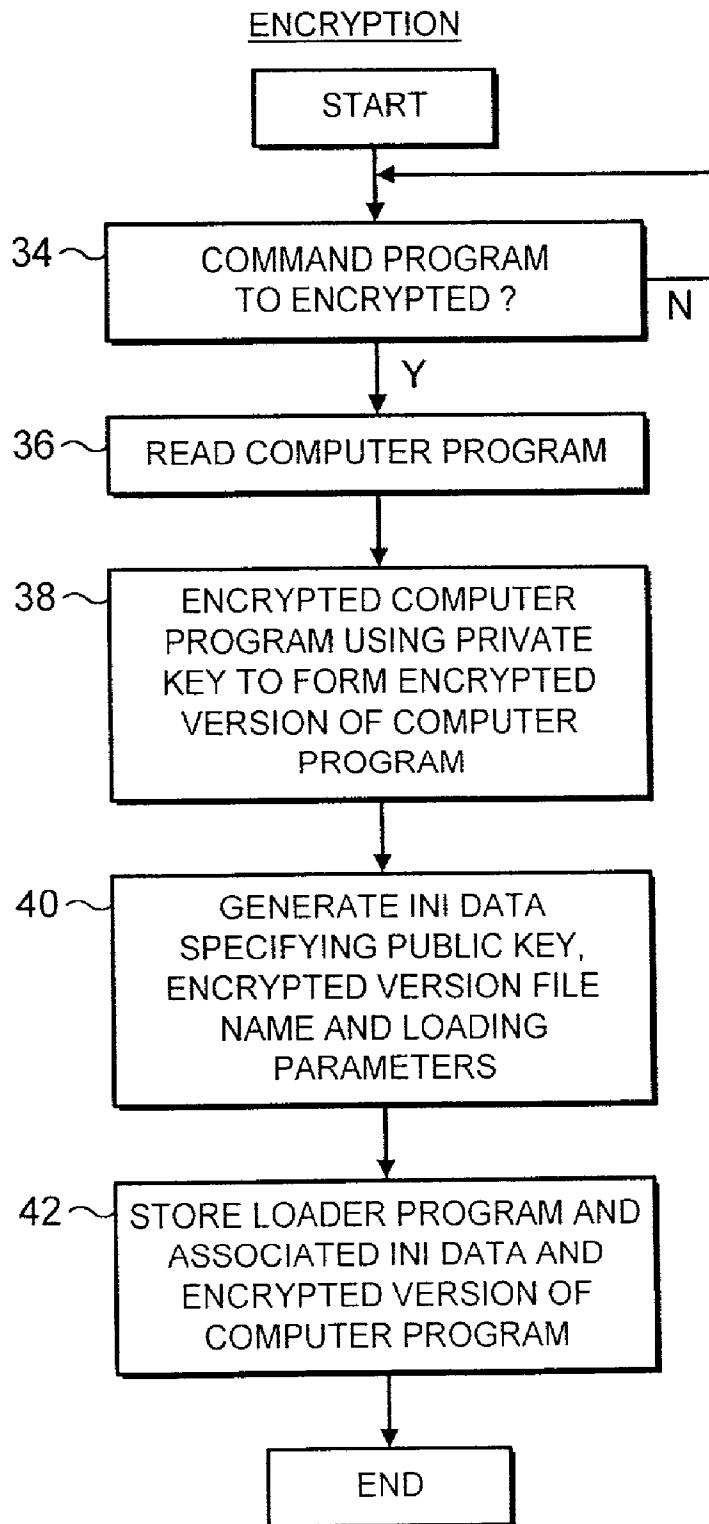 ENCRYPTION
START
34
COMMAND PROGRAM
TO ENCRYPTED ?
N
Y
36
READ COMPUTER PROGRAM
38
ENCRYPTED COMPUTER
PROGRAM USING PRIVATE
KEY TO FORM ENCRYPTED
VERSION OF COMPUTER
PROGRAM
40
GENERATE INI DATA
SPECIFYING PUBLIC KEY,
ENCRYPTED VERSION FILE
NAME AND LOADING
PARAMETERS
42
STORE LOADER PROGRAM AND
ASSOCIATED INI DATA AND
ENCRYPTED VERSION OF
COMPUTER PROGRAM
END